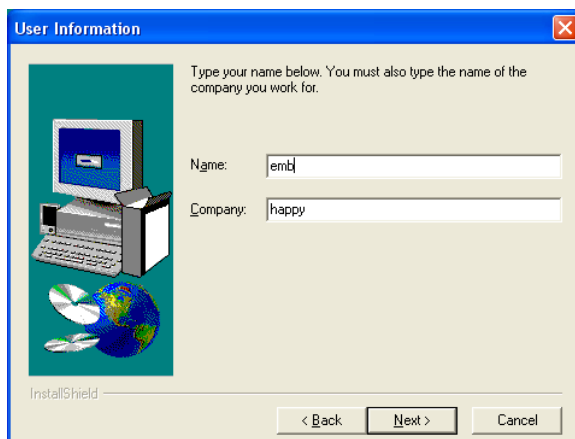 User Information
Type your name below. You must also type the name of the
company you work for.
Name: emb
Company: happy
InstallShield
< Back Next > Cancel